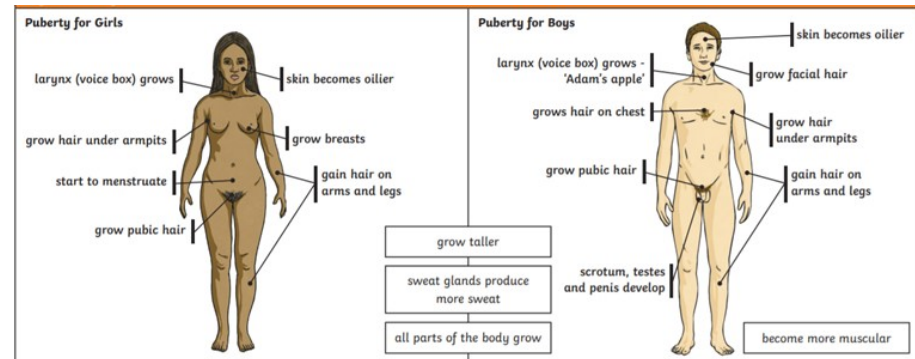 Puberty for Girls
larynx (voice box) grows
skin becomes oilier
grow hair under armpits
grow breasts
start to menstruate
gain hair on
arms and legs
grow pubic hair
grow taller
sweat glands produce
more sweat
all parts of the body grow
Puberty for Boys
skin becomes oilier
larynx (voice box) grows -
'Adam's apple'
grow facial hair
grows hair on chest
grow hair
under armpits
grow pubic hair
gain hair on
arms and legs
scrotum, testes
and penis develop
become more muscular